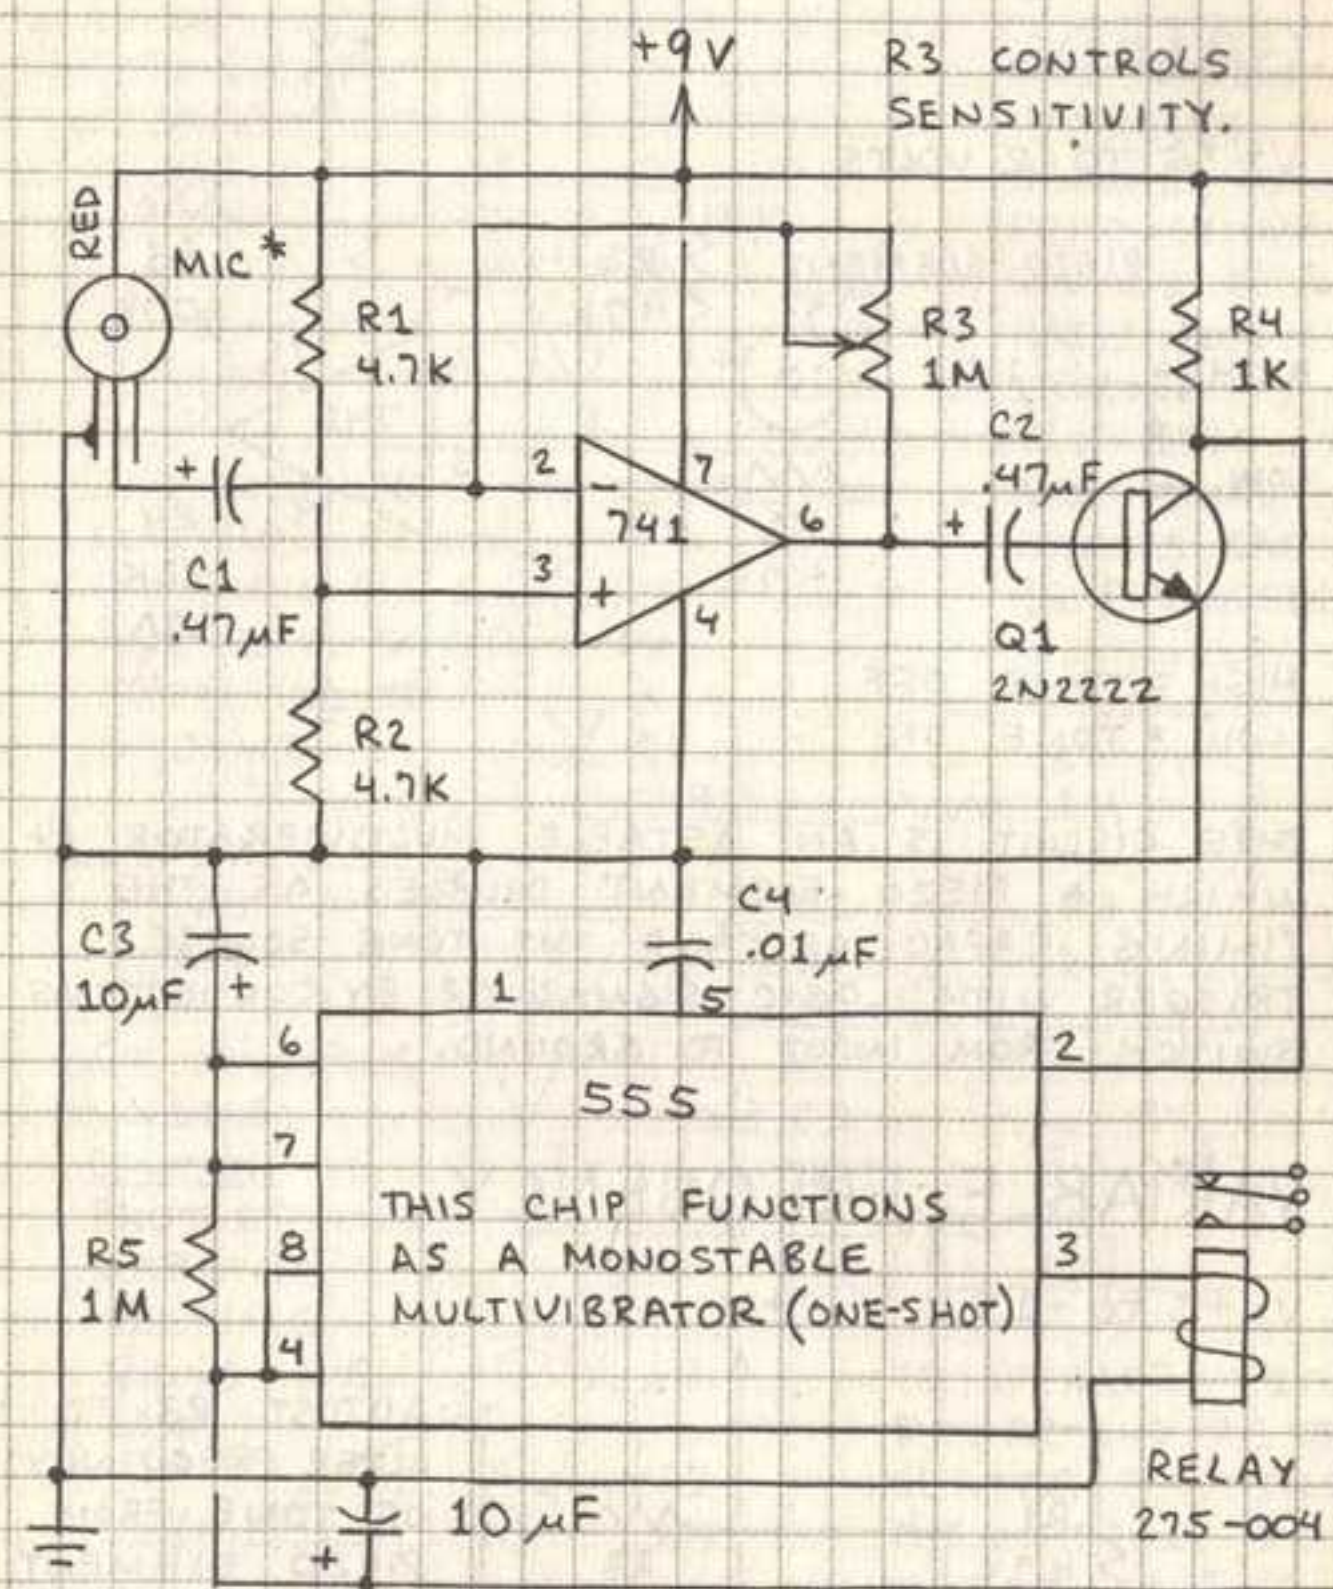 +9V
R3 CONTROLS
SENSITIVITY.
RED
MIC *
R1
4.7K
R3
1M
R4
1K
C2
.47µF
+
2
7
-
741
6
+
3
+
4
C1
.47µF
Q1
2N2222
R2
4.7K
C3
10µF
+
C4
.01µF
1
5
6
2
555
7
THIS CHIP FUNCTIONS
AS A MONOSTABLE
MULTIVIBRATOR (ONE-SHOT)
R5
1M
8
3
4
RELAY
275-004
10µF
+